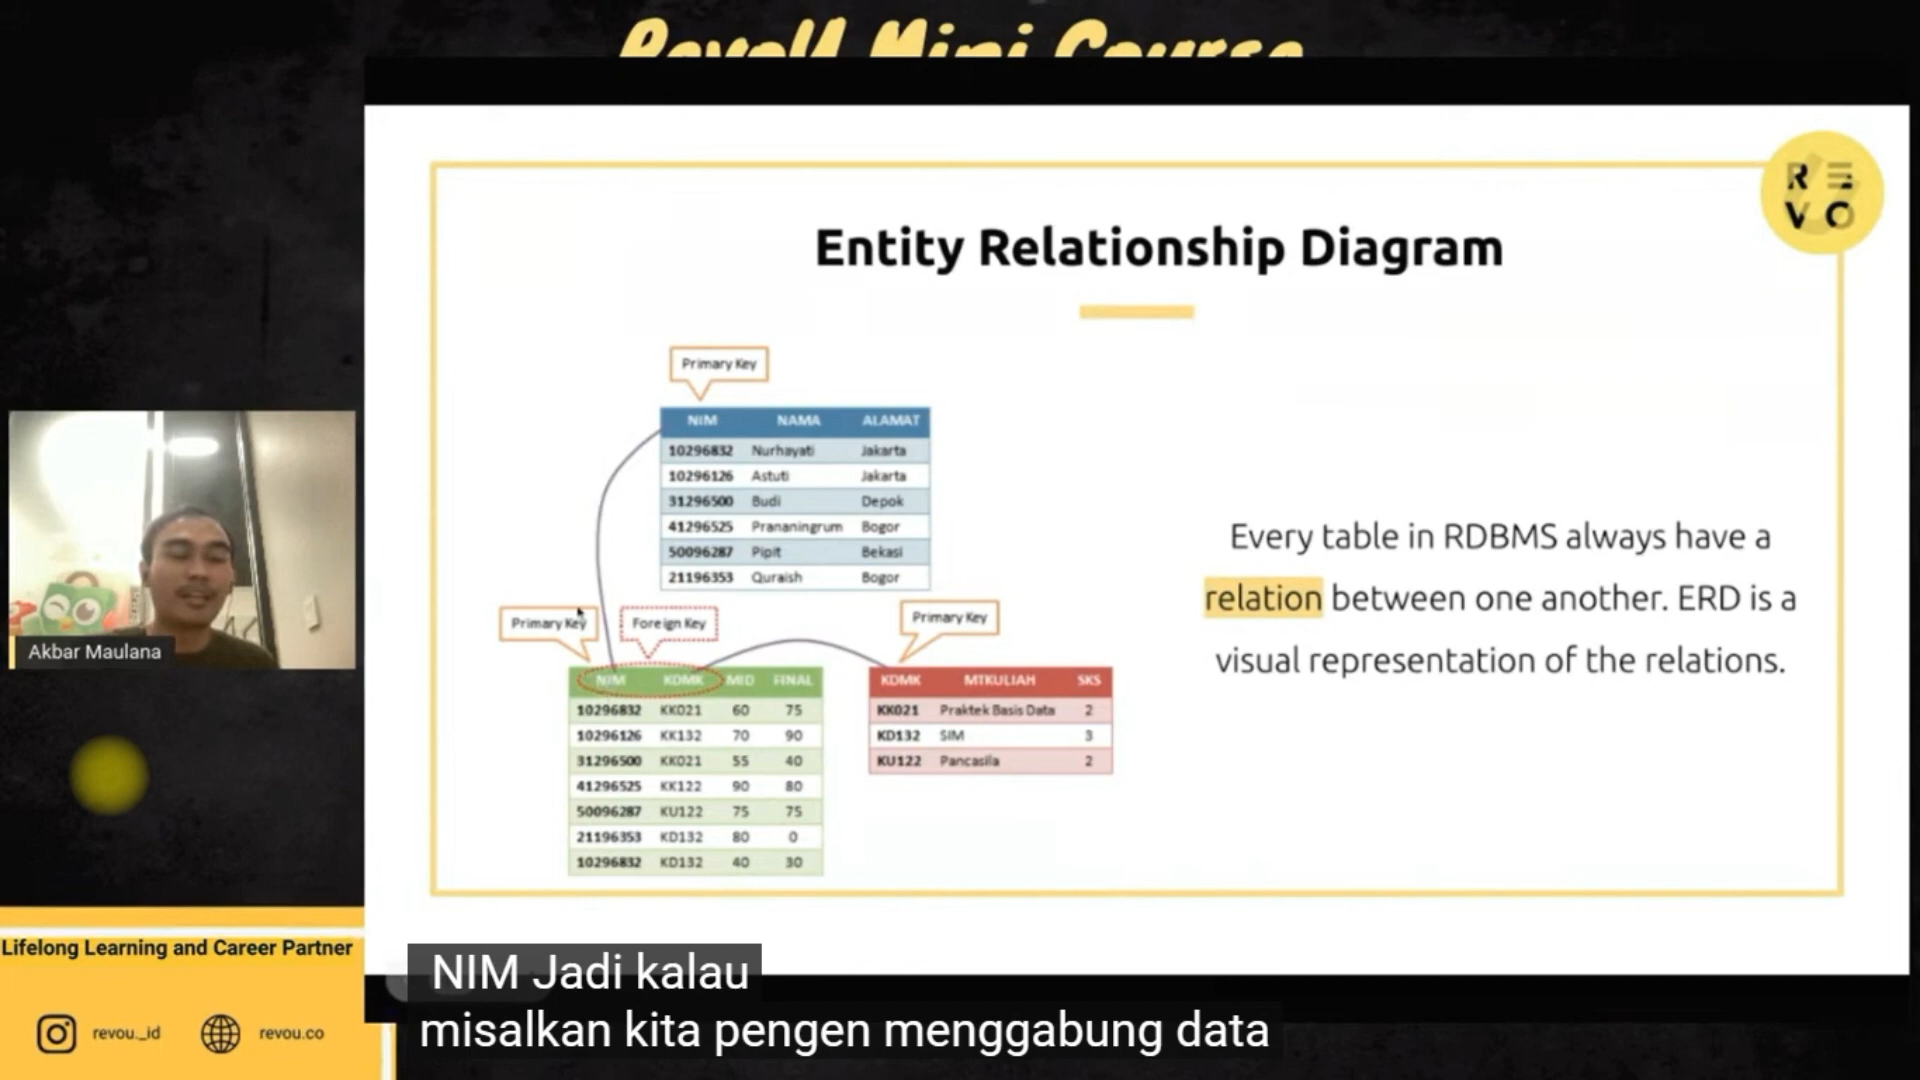 RevoU Mini Course
R E
V O
Entity Relationship Diagram
Primary Key
NIM NAMA ALAMAT
10296832 Nurhayati Jakarta
10296126 Astuti Jakarta
31296500 Budi Depok
41296525 Prananingrum Bogor
50096287 Pipit Bekasi
21196353 Quraish Bogor
Primary Key
Foreign Key
Primary Key
NIM KDMK MID FINAL
10296832 KK021 60 75
10296126 KK132 70 90
31296500 KK021 55 40
41296525 KK122 90 80
50096287 KU122 75 75
21196353 KD132 80 0
10296832 KD132 40 30
KDMK MTKULIAH SKS
KK021 Praktek Basis Data 2
KD132 SIM 3
KU122 Pancasila 2
Every table in RDBMS always have a
relation between one another. ERD is a
visual representation of the relations.
Akbar Maulana
Lifelong Learning and Career Partner
revou_id
revou.co
NIM Jadi kalau
misalkan kita pengen menggabung data